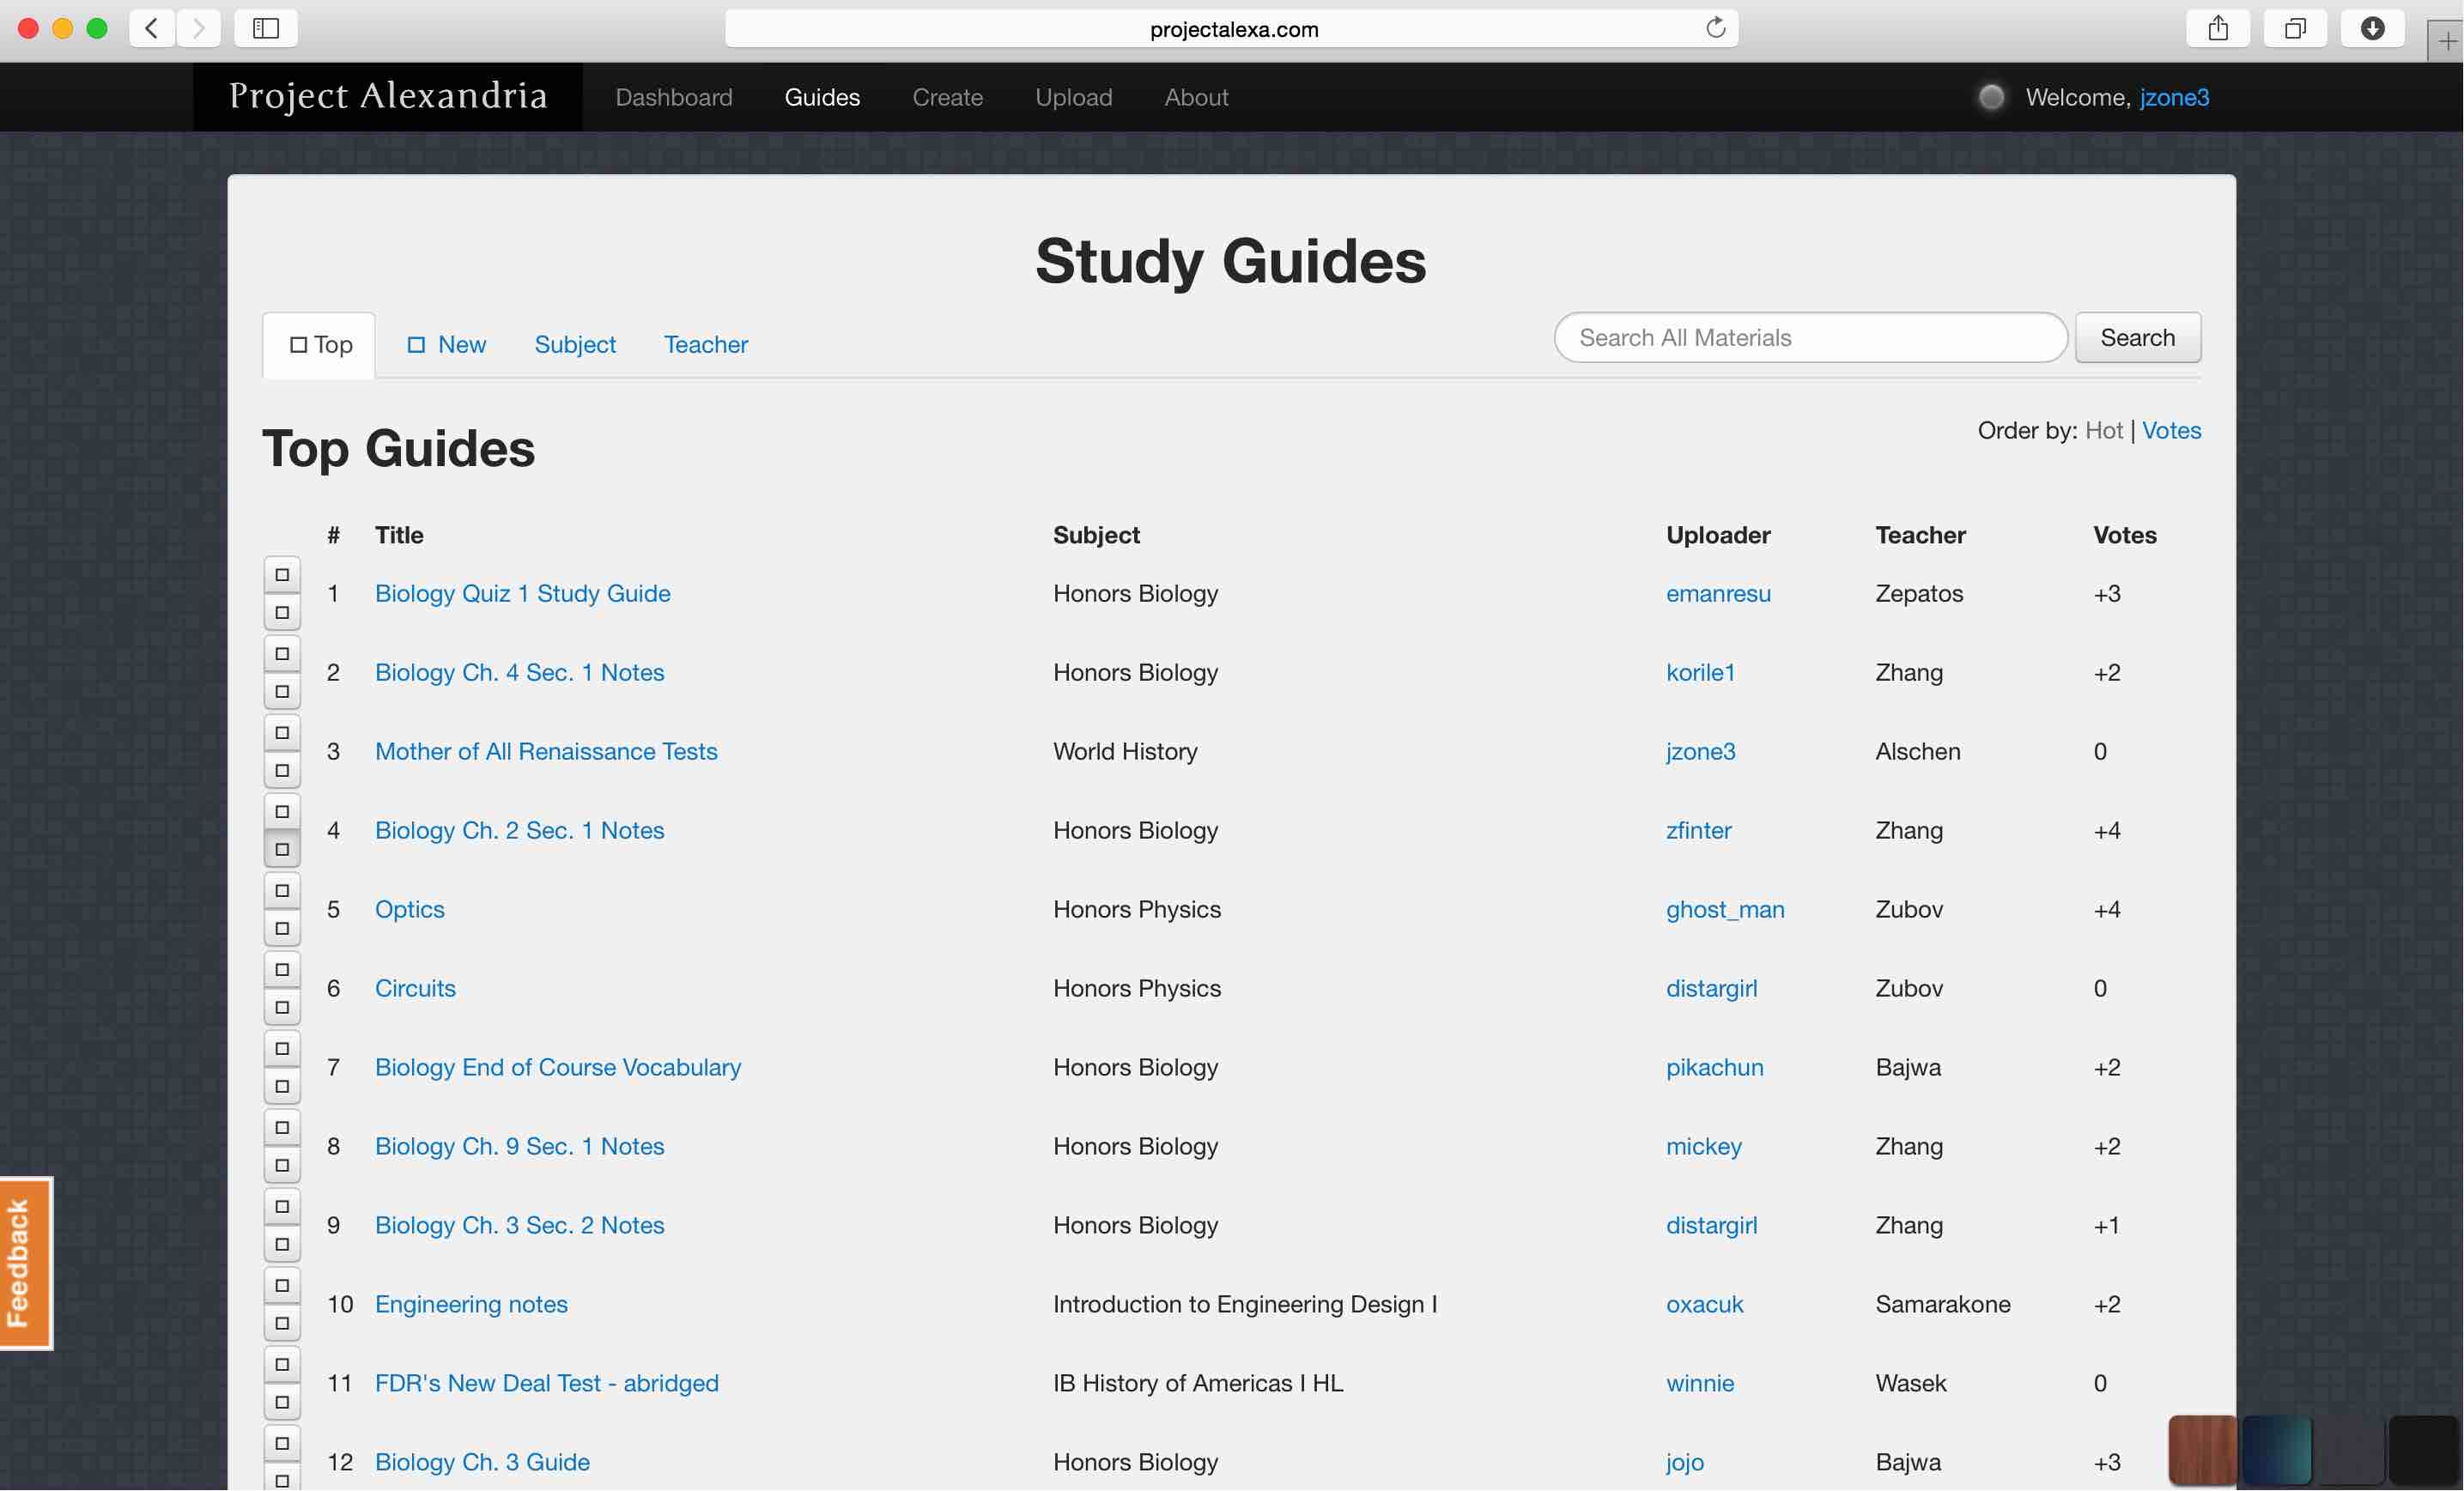 projectalexa.com
Project Alexandria Dashboard Guides Create Upload About Welcome, jzone3
Study Guides
Top New Subject Teacher Search All Materials Search
Order by: Hot | Votes
Top Guides
# Title Subject Uploader Teacher Votes
1 Biology Quiz 1 Study Guide Honors Biology emanresu Zepatos +3
2 Biology Ch. 4 Sec. 1 Notes Honors Biology korile1 Zhang +2
3 Mother of All Renaissance Tests World History jzone3 Alschen 0
4 Biology Ch. 2 Sec. 1 Notes Honors Biology zfinter Zhang +4
5 Optics Honors Physics ghost_man Zubov +4
6 Circuits Honors Physics distargirl Zubov 0
7 Biology End of Course Vocabulary Honors Biology pikachun Bajwa +2
8 Biology Ch. 9 Sec. 1 Notes Honors Biology mickey Zhang +2
9 Biology Ch. 3 Sec. 2 Notes Honors Biology distargirl Zhang +1
10 Engineering notes Introduction to Engineering Design I oxacuk Samarakone +2
11 FDR's New Deal Test - abridged IB History of Americas I HL winnie Wasek 0
12 Biology Ch. 3 Guide Honors Biology jojo Bajwa +3
Feedback